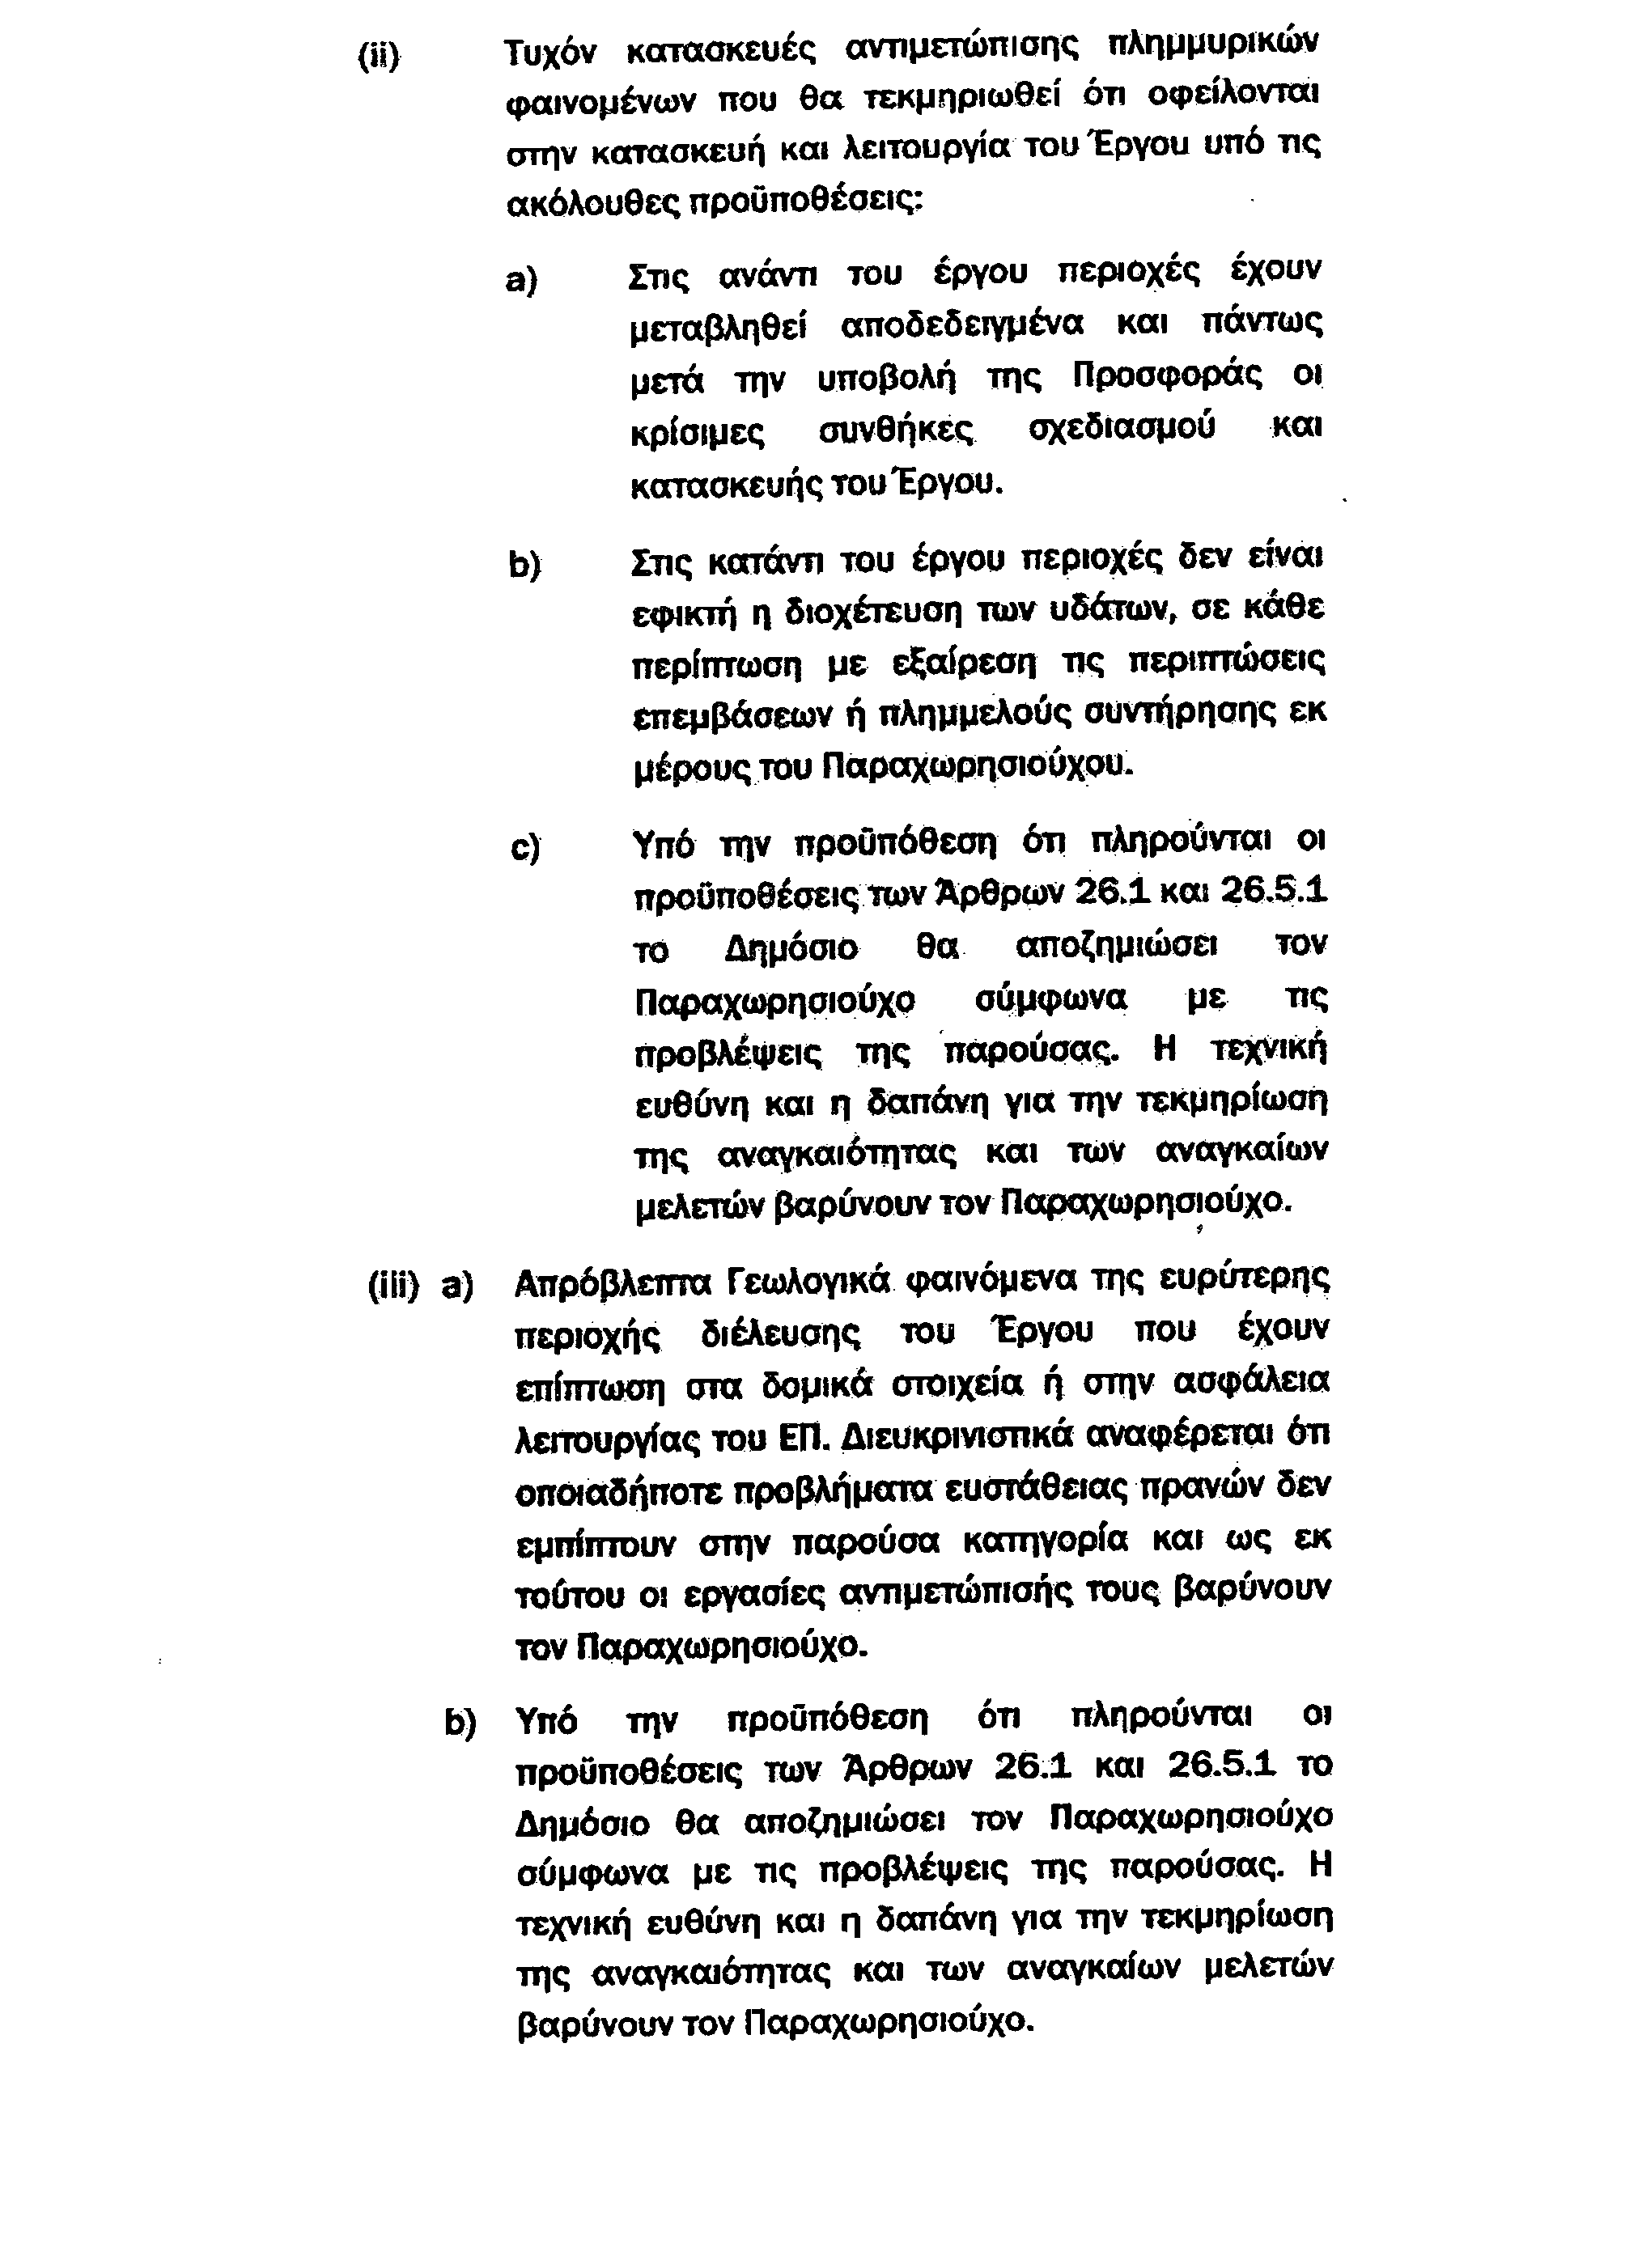 (ii) Τυχόν κατασκευές αντιμετώπισης πλημμυρικών
φαινομένων που θα τεκμηριωθεί ότι οφείλονται
στην κατασκευή και λειτουργία του Έργου υπό τις
ακόλουθες προϋποθέσεις:
a) Στις ανάντι του έργου περιοχές έχουν
μεταβληθεί αποδεδειγμένα και πάντως
μετά την υποβολή της Προσφοράς οι
κρίσιμες συνθήκες σχεδιασμού και
κατασκευής του Έργου.
b) Στις κατάντι του έργου περιοχές δεν είναι
εφικτή η διοχέτευση των υδάτων, σε κάθε
περίπτωση με εξαίρεση τις περιπτώσεις
επεμβάσεων ή πλημμελούς συντήρησης εκ
μέρους του Παραχωρησιούχου.
c) Υπό την προϋπόθεση ότι πληρούνται οι
προϋποθέσεις των Άρθρων 26.1 και 26.5.1
το Δημόσιο θα αποζημιώσει τον
Παραχωρησιούχο σύμφωνα με τις
προβλέψεις της παρούσας. Η τεχνική
ευθύνη και η δαπάνη για την τεκμηρίωση
της αναγκαιότητας και των αναγκαίων
μελετών βαρύνουν τον Παραχωρησιούχο.
(iii) a) Απρόβλεπτα Γεωλογικά φαινόμενα της ευρύτερης
περιοχής διέλευσης του Έργου που έχουν
επίπτωση στα δομικά στοιχεία ή στην ασφάλεια
λειτουργίας του ΕΠ. Διευκρινιστικά αναφέρεται ότι
οποιαδήποτε προβλήματα ευστάθειας πρανών δεν
εμπίπτουν στην παρούσα κατηγορία και ως εκ
τούτου οι εργασίες αντιμετώπισής τους βαρύνουν
τον Παραχωρησιούχο.
b) Υπό την προϋπόθεση ότι πληρούνται οι
προϋποθέσεις των Άρθρων 26.1 και 26.5.1 το
Δημόσιο θα αποζημιώσει τον Παραχωρησιούχο
σύμφωνα με τις προβλέψεις της παρούσας. Η
τεχνική ευθύνη και η δαπάνη για την τεκμηρίωση
της αναγκαιότητας και των αναγκαίων μελετών
βαρύνουν τον Παραχωρησιούχο.